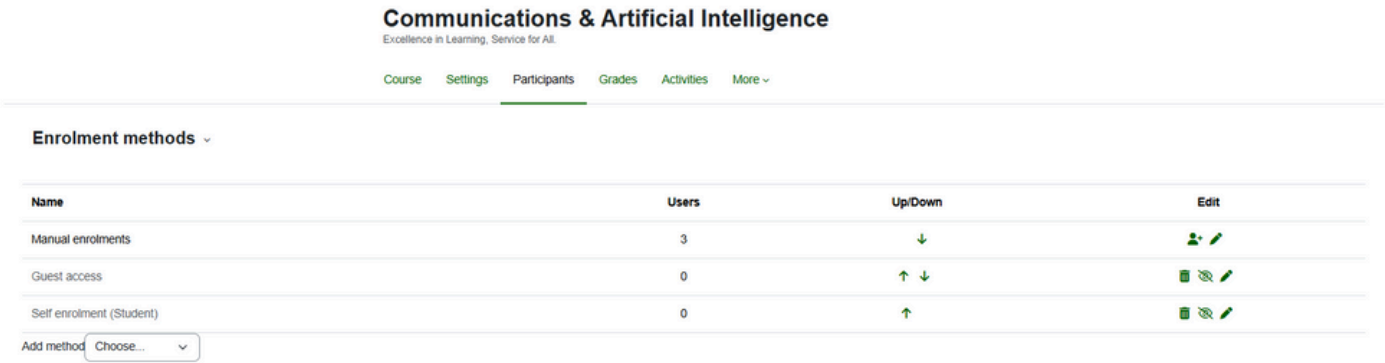 Communications & Artificial Intelligence
Excellence in Learning, Service for All.
Course Settings Participants Grades Activities More
Enrolment methods
Name Users Up/Down Edit
Manual enrolments 3
Guest access 0
Self enrolment (Student) 0
Add method Choose...